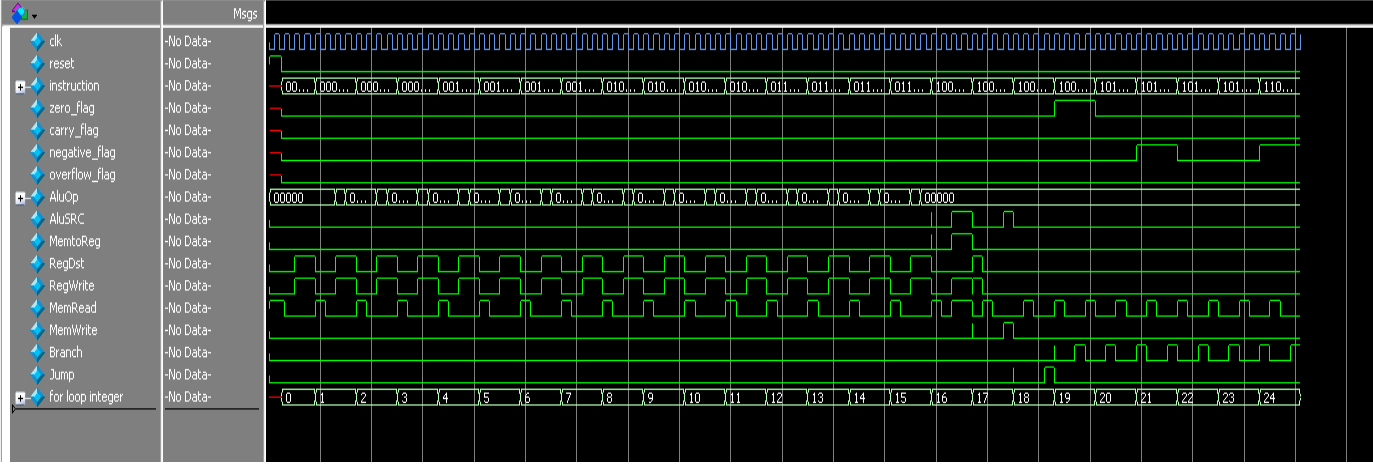 Msgs
clk -No Data-
reset -No Data-
instruction -No Data- 00... 000... 000... 000... 001... 001... 001... 001... 010... 010... 010... 010... 011... 011... 011... 011... 100... 100... 100... 100... 101... 101... 101... 101... 110...
zero_flag -No Data-
carry_flag -No Data-
negative_flag -No Data-
overflow_flag -No Data-
AluOp -No Data- 00000 0... 0... 0... 0... 0... 0... 0... 0... 0... 0... 0... 0... 0... 0... 00000
AluSRC -No Data-
MemtoReg -No Data-
RegDst -No Data-
RegWrite -No Data-
MemRead -No Data-
MemWrite -No Data-
Branch -No Data-
Jump -No Data-
for loop integer -No Data- 0 1 2 3 4 5 6 7 8 9 10 11 12 13 14 15 16 17 18 19 20 21 22 23 24